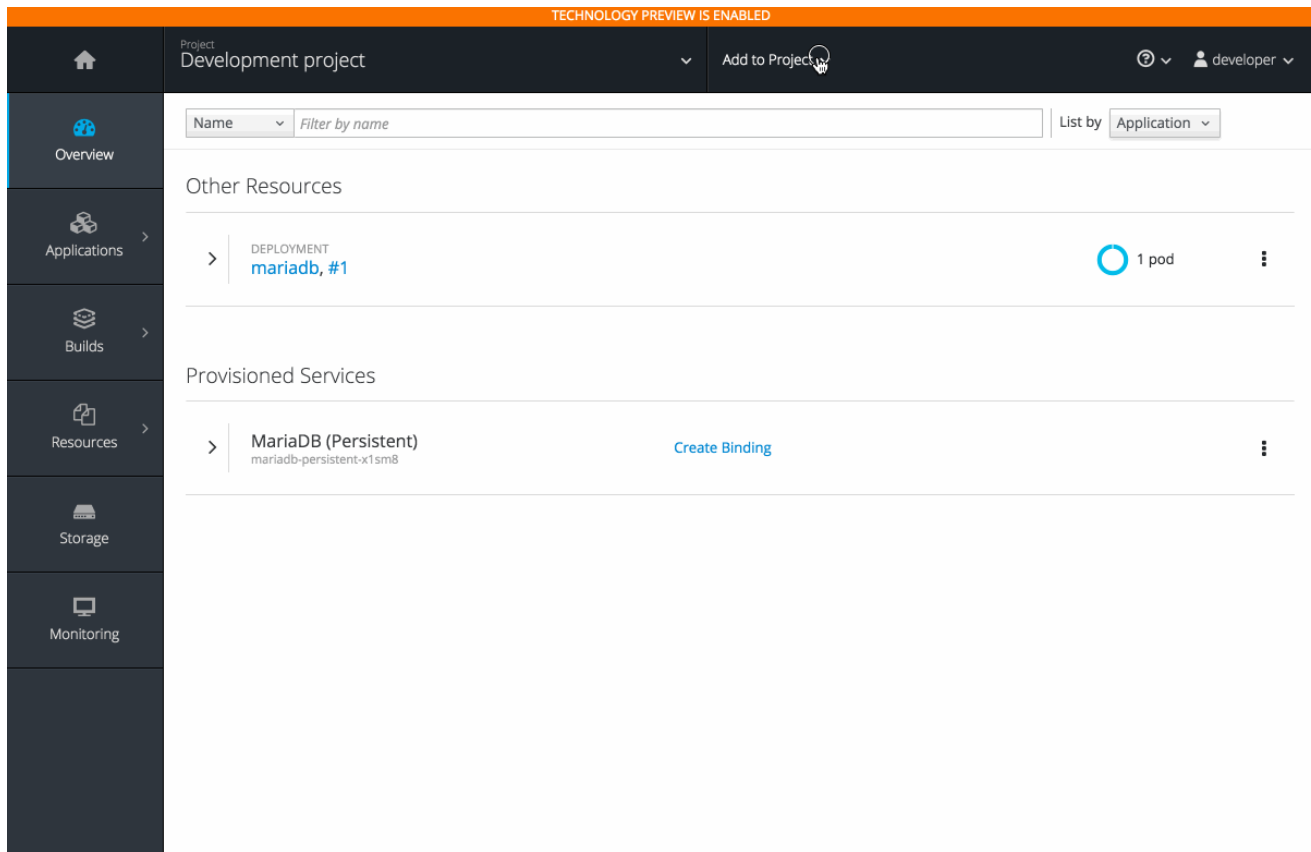 TECHNOLOGY PREVIEW IS ENABLED
Project
Development project
Add to Project
developer
Name
Filter by name
List by
Application
Overview
Applications
Builds
Resources
Storage
Monitoring
Other Resources
DEPLOYMENT
mariadb, #1
1 pod
Provisioned Services
MariaDB (Persistent)
mariadb-persistent-x1sm8
Create Binding